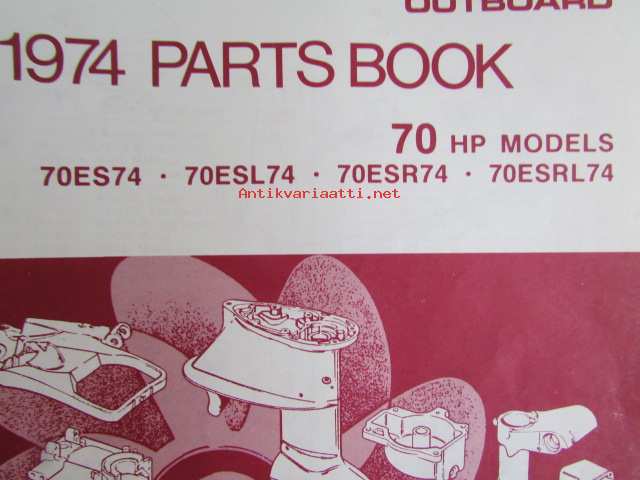 OUTBOARD
1974 PARTS BOOK
70 HP MODELS
70ES74 · 70ESL74 · 70ESR74 · 70ESRL74
Antikvariaatti.net